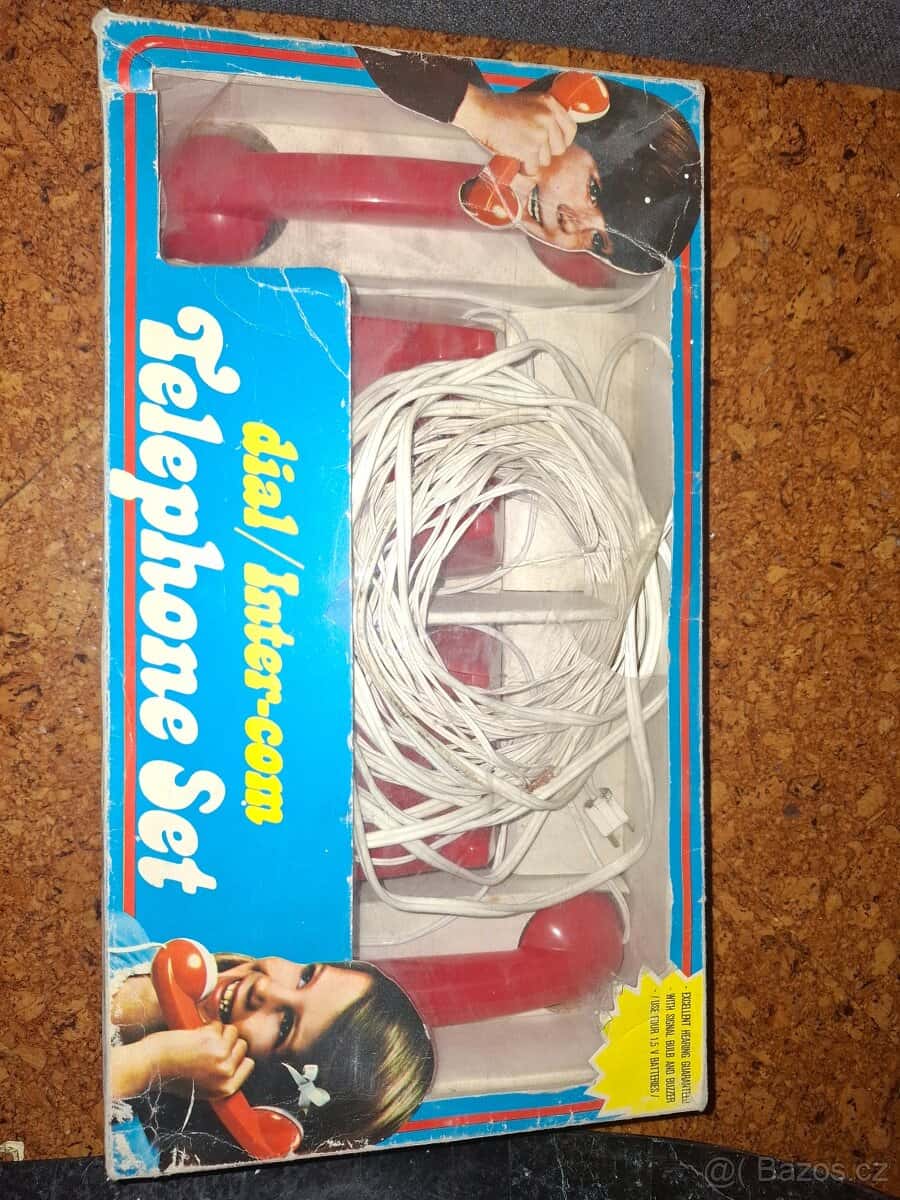 dial/Inter-com
Telephone Set
- EXCELLENT HEARING GUARANTEED
- WITH SIGNAL BULB AND BUZZER
/ USE FOUR 1.5 V BATTERIES /
@( Bazos.cz